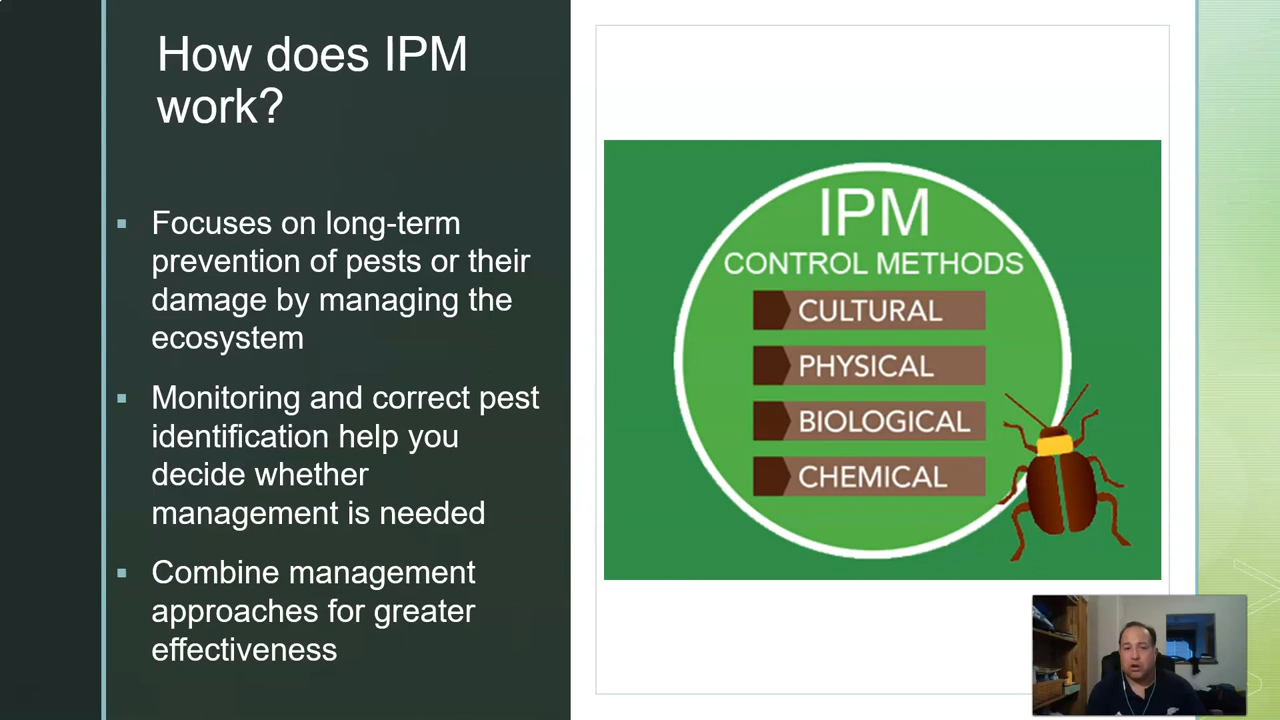 How does IPM
work?
Focuses on long-term
prevention of pests or their
damage by managing the
ecosystem
Monitoring and correct pest
identification help you
decide whether
management is needed
Combine management
approaches for greater
effectiveness
IPM
CONTROL METHODS
CULTURAL
PHYSICAL
BIOLOGICAL
CHEMICAL